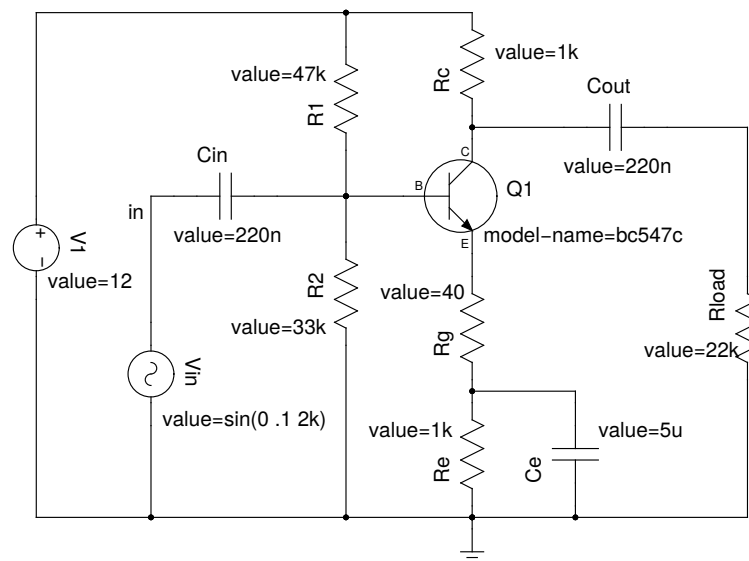 value=1k
Rc
value=47k
R1
Cout
value=220n
C
B
E
Q1
model-name=bc547c
Cin
in
value=220n
+
-
V1
value=12
R2
value=33k
value=40
Rg
Rload
value=22k
Vin
value=sin(0 .1 2k)
value=1k
Re
Ce
value=5u